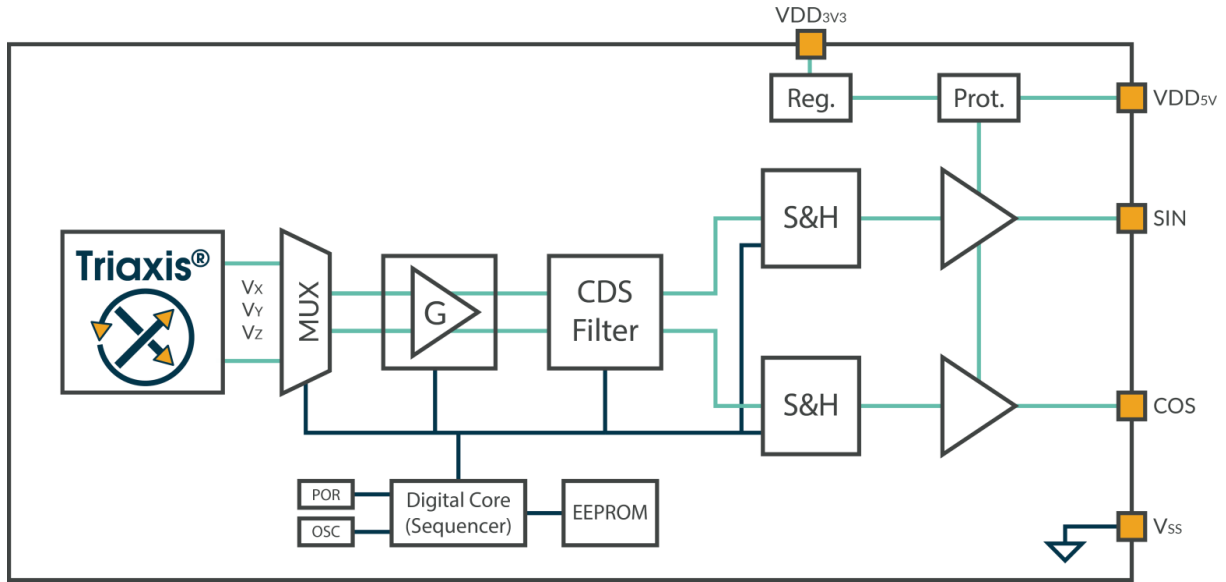 VDD3V3
Reg.
Prot.
VDD5V
S&H
SIN
Triaxis®
VX
VY
VZ
MUX
G
CDS
Filter
S&H
COS
POR
OSC
Digital Core
(Sequencer)
EEPROM
VSS